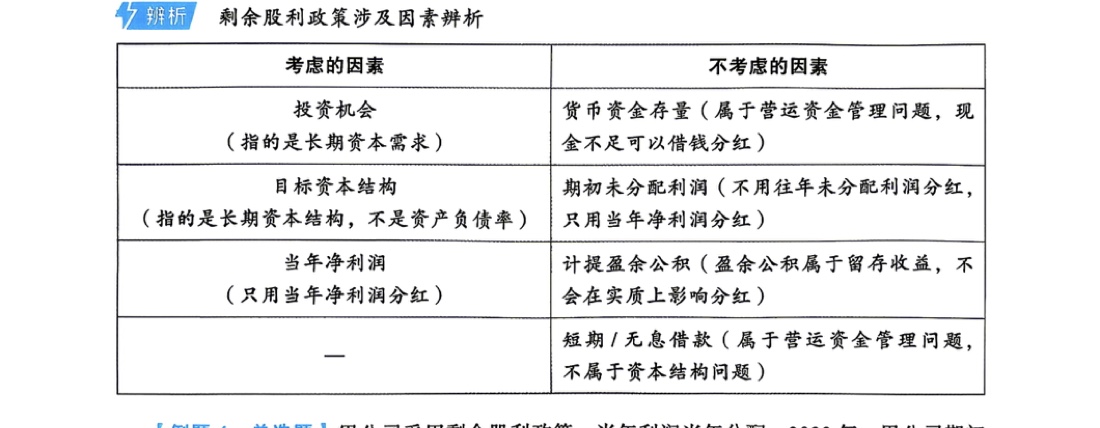 辨析 剩余股利政策涉及因素辨析
考虑的因素
不考虑的因素
投资机会
（指的是长期资本需求）
货币资金存量（属于营运资金管理问题，现
金不足可以借钱分红）
目标资本结构
（指的是长期资本结构，不是资产负债率）
期初未分配利润（不用往年未分配利润分红，
只用当年净利润分红）
当年净利润
（只用当年净利润分红）
计提盈余公积（盈余公积属于留存收益，不
会在实质上影响分红）
—
短期/无息借款（属于营运资金管理问题，
不属于资本结构问题）